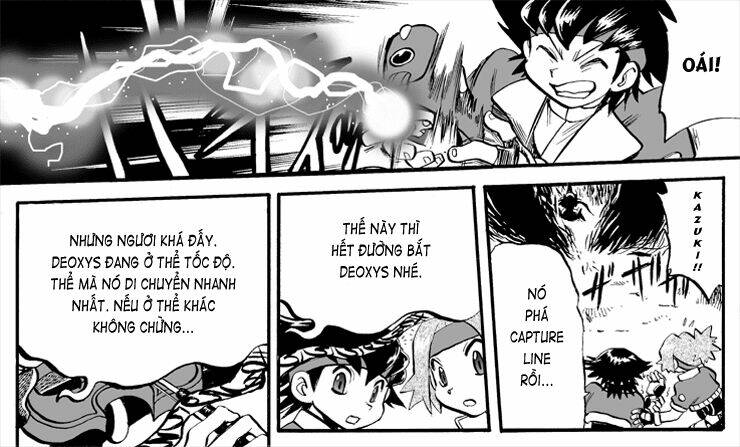 OÁI!
KAZUKI!!
NÓ
PHÁ
CAPTURE
LINE
RỒI...
THẾ NÀY THÌ
HẾT ĐƯỜNG BẮT
DEOXYS NHÉ.
NHƯNG NGƯƠI KHÁ ĐẤY.
DEOXYS ĐANG Ở THỂ TỐC ĐỘ.
THỂ MÀ NÓ DI CHUYỂN NHANH
NHẤT. NẾU Ở THỂ KHÁC
KHÔNG CHỪNG...